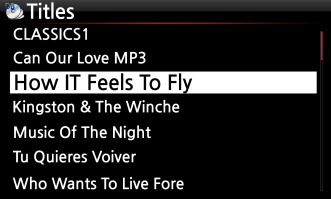 Titles
CLASSICS1
Can Our Love MP3
How IT Feels To Fly
Kingston & The Winche
Music Of The Night
Tu Quieres Voiver
Who Wants To Live Fore